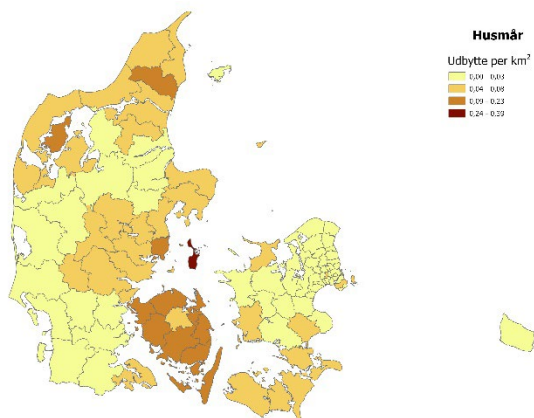 Husmår
Udbytte per km²
0,00 - 0,03
0,04 - 0,08
0,09 - 0,23
0,24 - 0,39